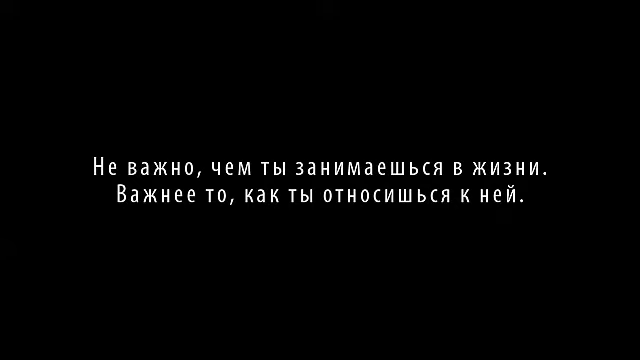 Не важно, чем ты занимаешься в жизни.
Важнее то, как ты относишься к ней.